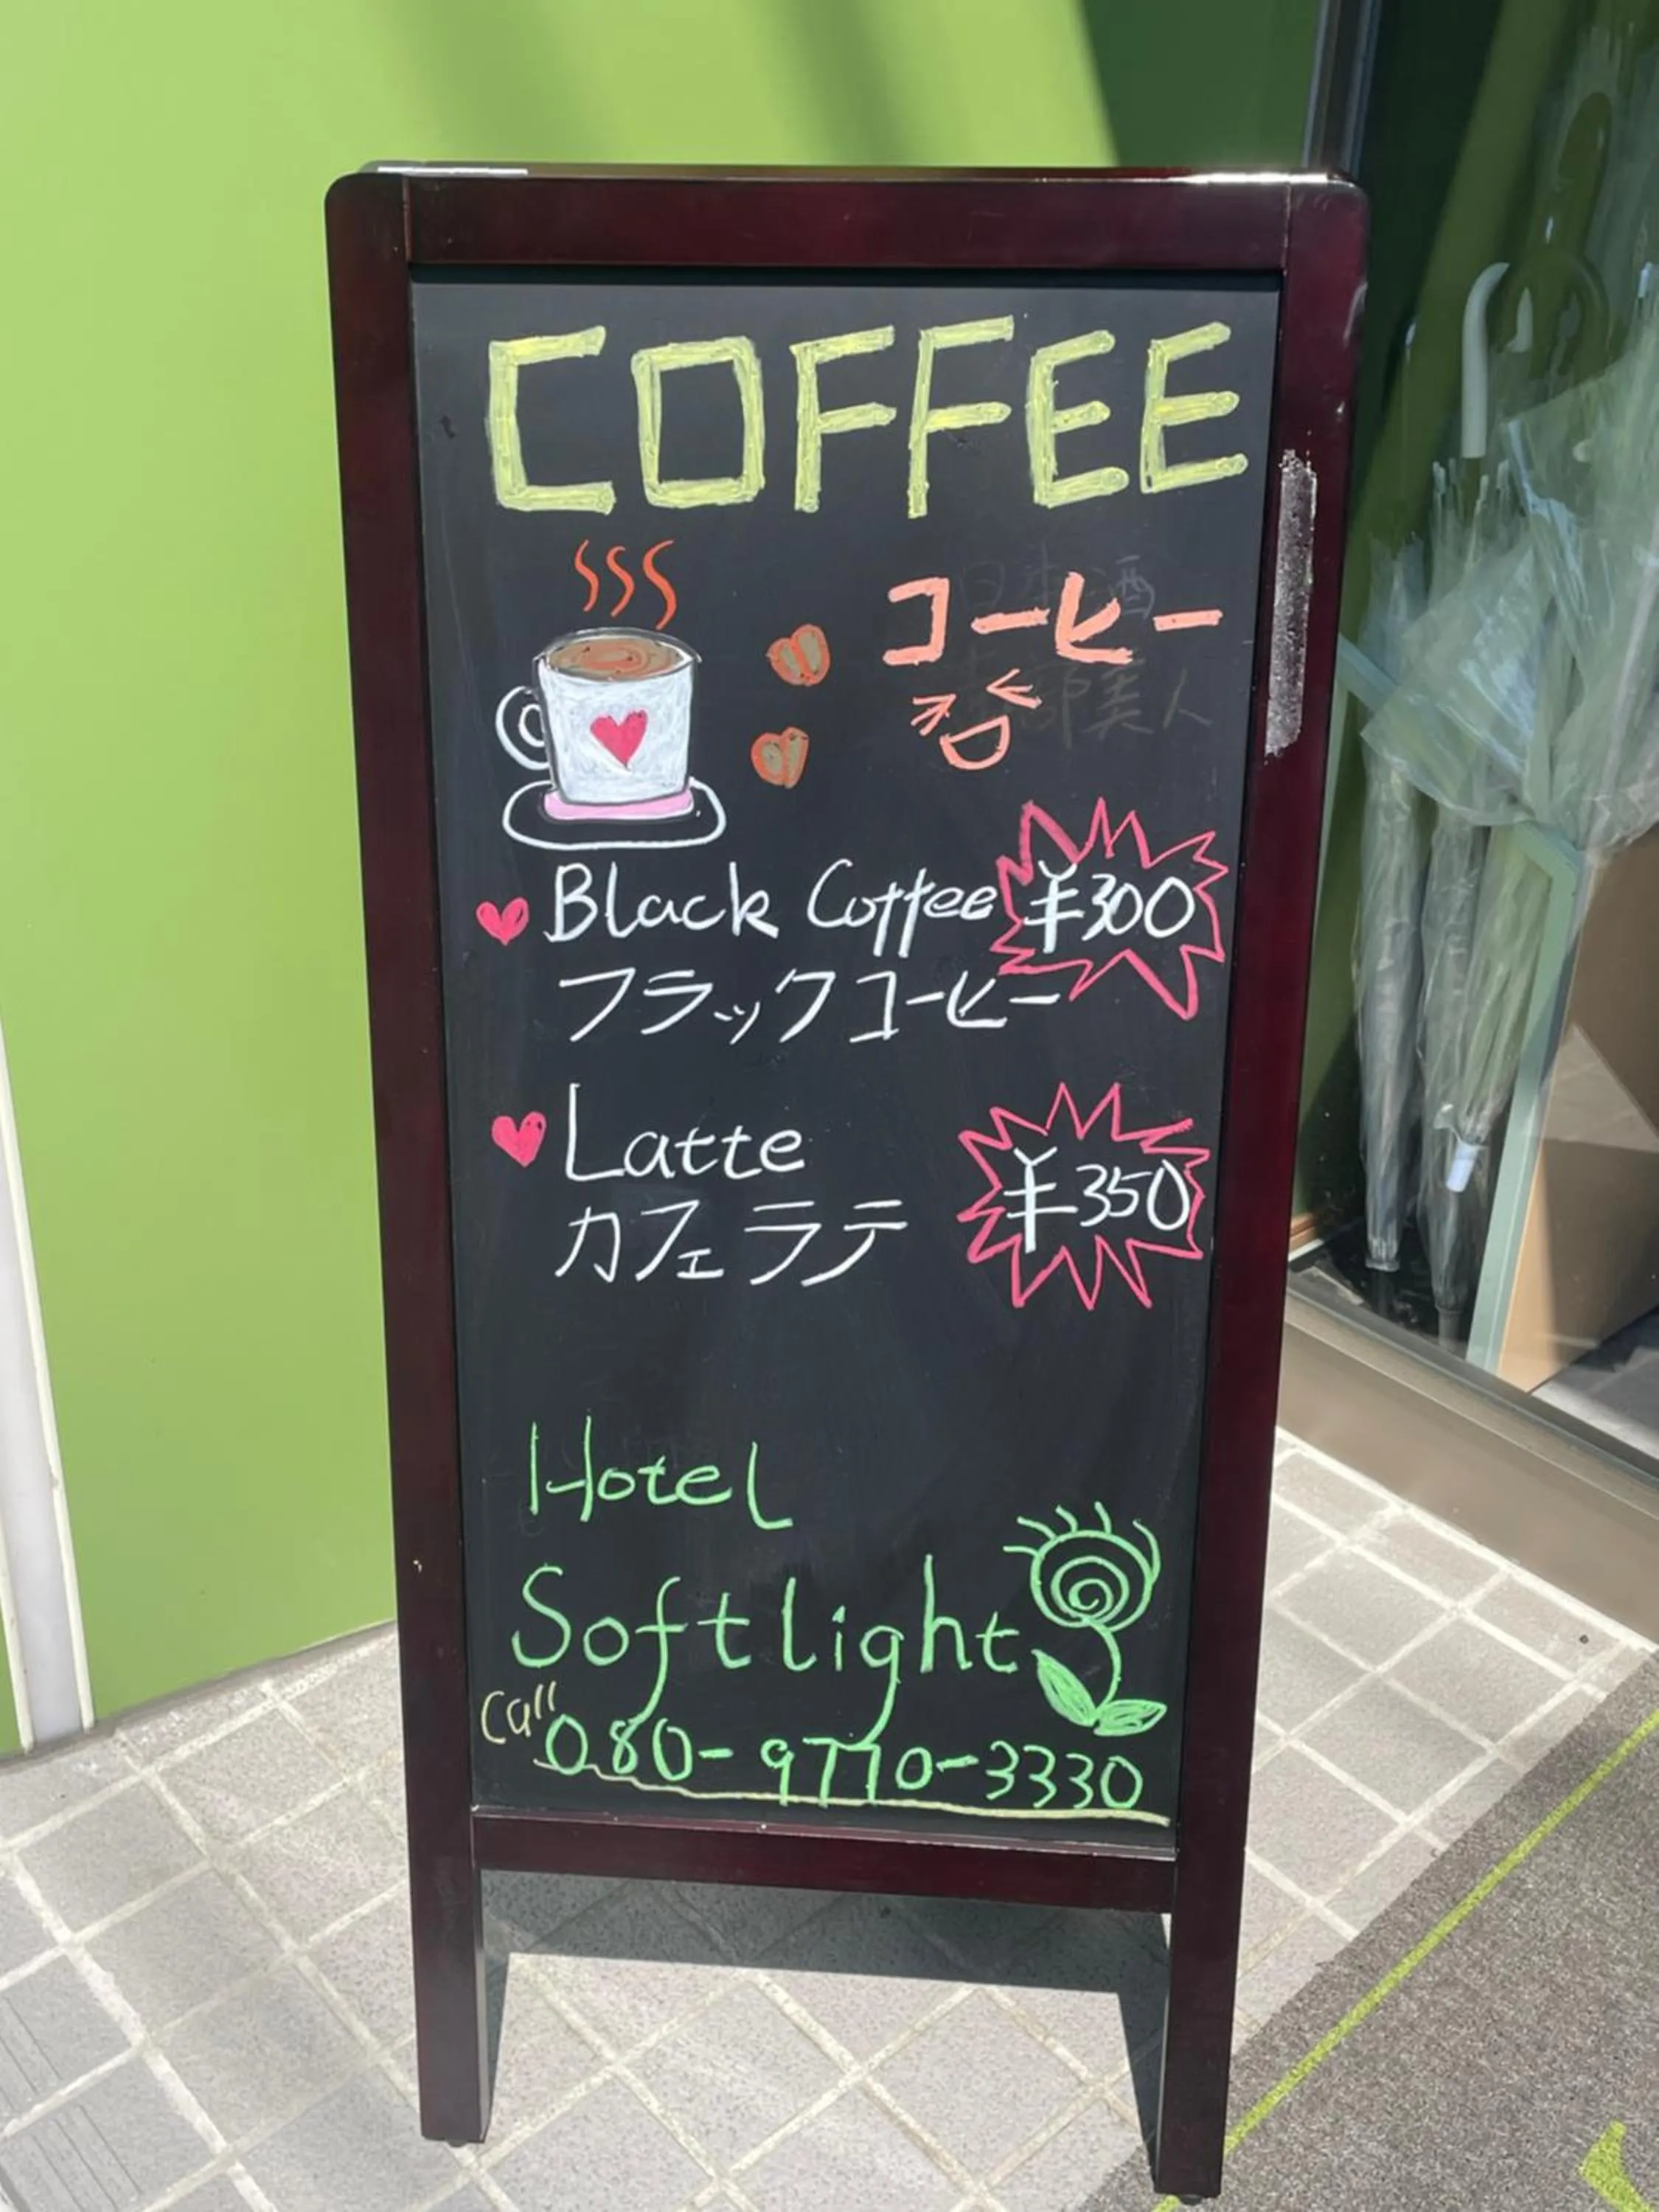 COFFEE
コーヒー
Black Coffee ¥300
フラックコーヒー
Latte
カフェラテ ¥350
Hotel
Softlight
Call 080-9770-3330